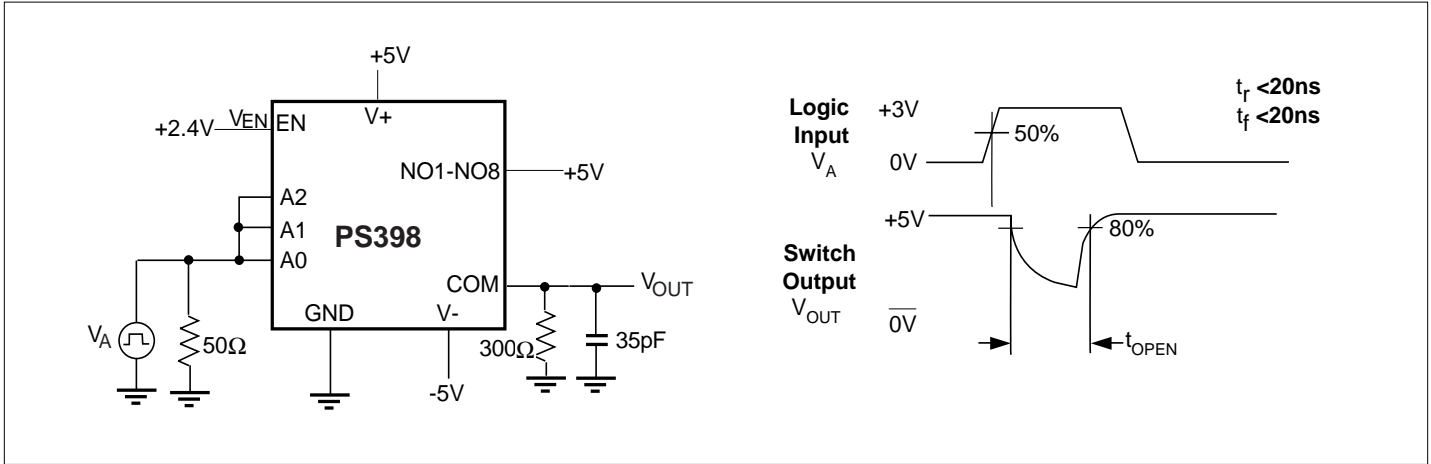 +5V
V+
+2.4V
VEN
EN
NO1-NO8
+5V
A2
A1
PS398
A0
COM
VOUT
GND
V-
VA
50Ω
300Ω
35pF
-5V
Logic
Input
VA
+3V
50%
0V
tr <20ns
tf <20ns
+5V
80%
Switch
Output
VOUT
0V
tOPEN